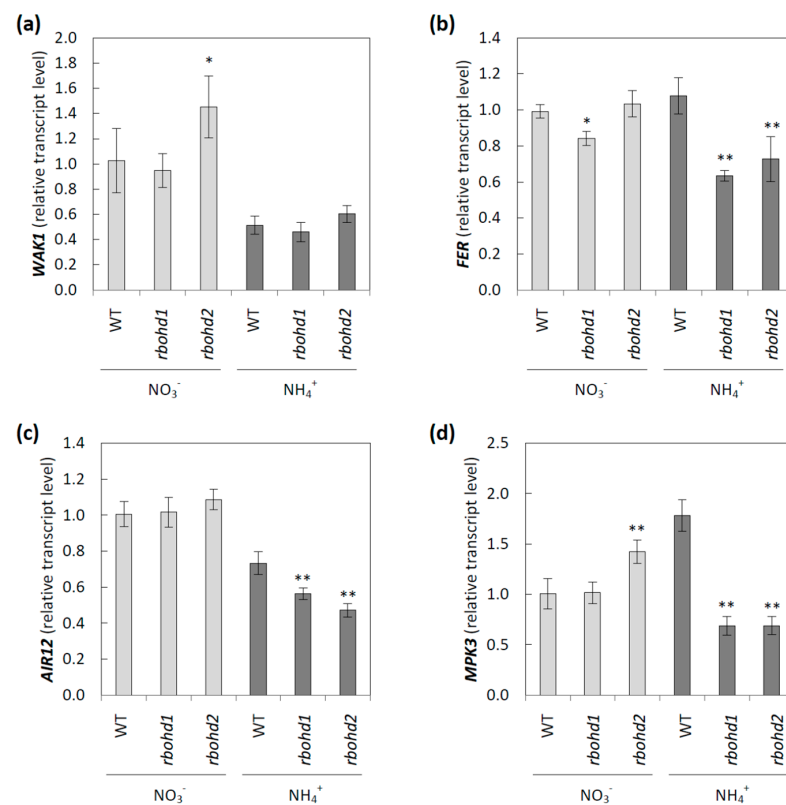 (a)
WAK1 (relative transcript level)
2.0
1.8
1.6
1.4
1.2
1.0
0.8
0.6
0.4
0.2
0.0
*
WT
rbohd1
rbohd2
WT
rbohd1
rbohd2
NO₃⁻
NH₄⁺
(b)
FER (relative transcript level)
1.4
1.2
1.0
0.8
0.6
0.4
0.2
0.0
*
**
**
WT
rbohd1
rbohd2
WT
rbohd1
rbohd2
NO₃⁻
NH₄⁺
(c)
AIR12 (relative transcript level)
1.4
1.2
1.0
0.8
0.6
0.4
0.2
0.0
**
**
WT
rbohd1
rbohd2
WT
rbohd1
rbohd2
NO₃⁻
NH₄⁺
(d)
MPK3 (relative transcript level)
2.5
2.0
1.5
1.0
0.5
0.0
**
**
**
WT
rbohd1
rbohd2
WT
rbohd1
rbohd2
NO₃⁻
NH₄⁺